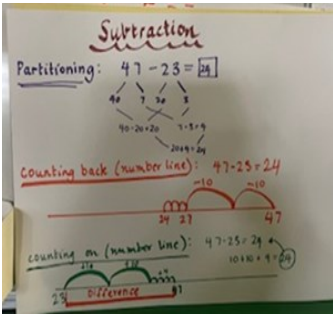 Subtraction
Partitioning: 47 - 23 = 24
40 7 20 3
40-20=20 7-3=4
20+4=24
Counting back (number line): 47-23=24
-10 -10
24 27 47
Counting on (number line): 47-23=24
10+10+4=24
23 Difference 47